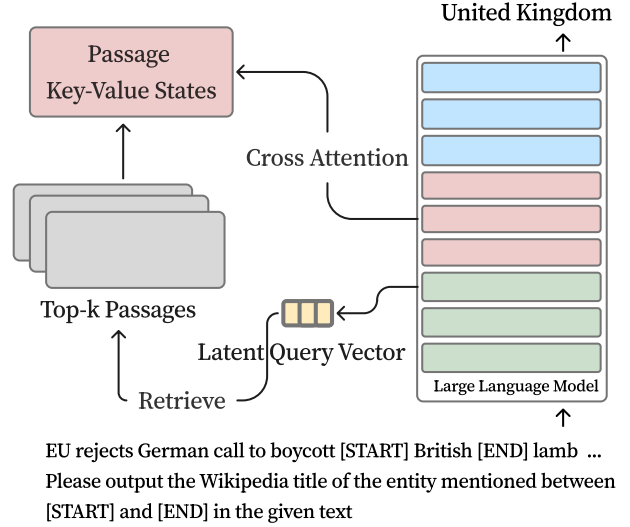 United Kingdom
Passage
Key-Value States
Cross Attention
Top-k Passages
Latent Query Vector
Retrieve
Large Language Model
EU rejects German call to boycott [START] British [END] lamb ...
Please output the Wikipedia title of the entity mentioned between
[START] and [END] in the given text